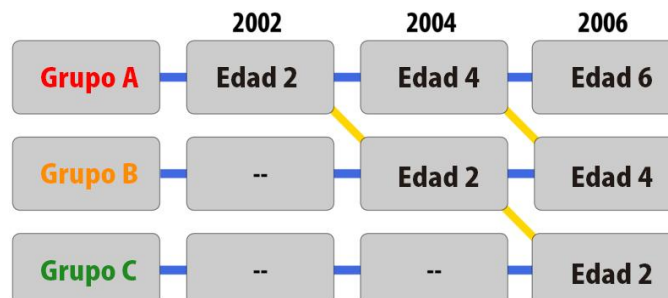 2002 2004 2006
Grupo A Edad 2 Edad 4 Edad 6
Grupo B -- Edad 2 Edad 4
Grupo C -- -- Edad 2